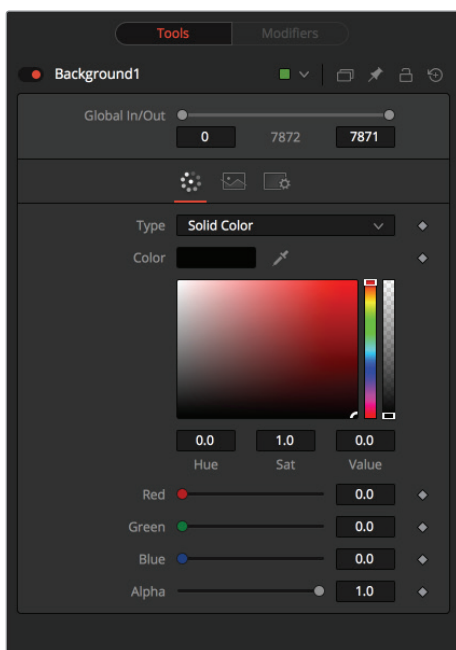 Tools Modifiers
Background1
Global In/Out
0 7872 7871
Type Solid Color
Color
0.0 1.0 0.0
Hue Sat Value
Red 0.0
Green 0.0
Blue 0.0
Alpha 1.0